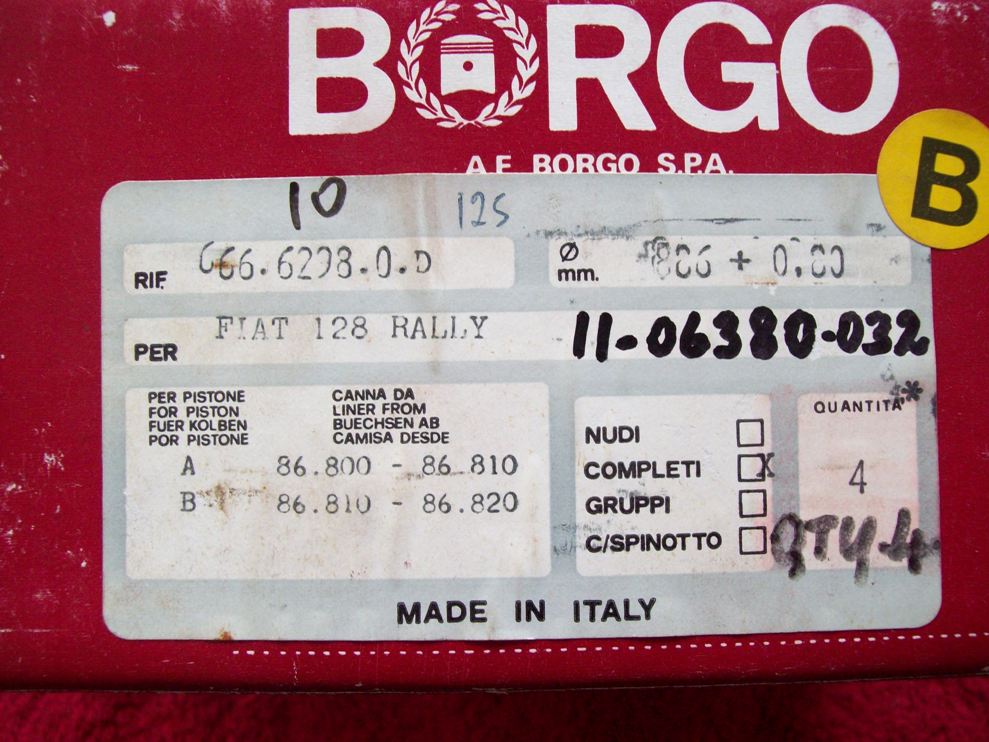 BORGO
A.E. BORGO S.P.A.
B
10
125
RIF. 666.6298.0.D
Ø mm. 086 + 0.80
PER FIAT 128 RALLY
11-06380-032
PER PISTONE
FOR PISTON
FUER KOLBEN
POR PISTONE
CANNA DA
LINER FROM
BUECHSEN AB
CAMISA DESDE
A 86.800 - 86.810
B 86.810 - 86.820
NUDI
COMPLETI X
GRUPPI
C/SPINOTTO
QUANTITA'
4
QTY 4
MADE IN ITALY